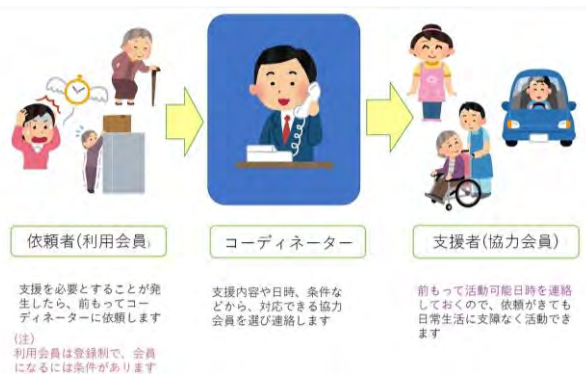 依頼者(利用会員)
コーディネーター
支援者(協力会員)
支援を必要とすることが発
生したら、前もってコー
ディネーターに依頼します
(注)
利用会員は登録制で、会員
になるには条件があります
支援内容や日時、条件な
どから、対応できる協力
会員を選び連絡します
前もって活動可能日時を連絡
しておくので、依頼がきても
日常生活に支障なく活動でき
ます